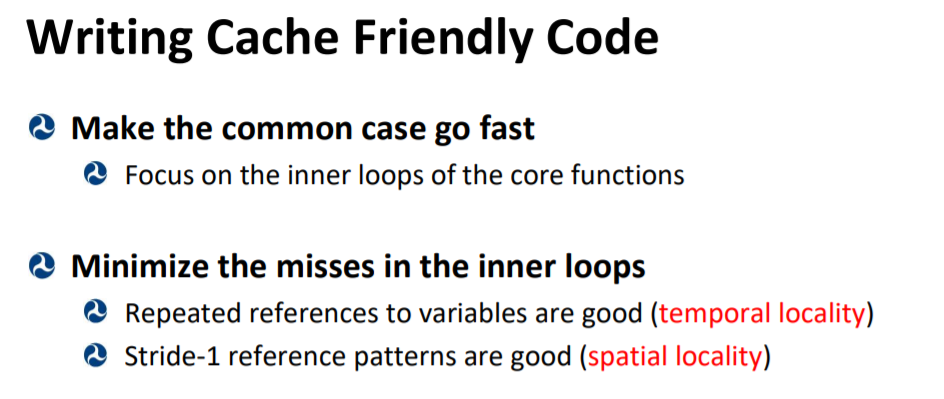 Writing Cache Friendly Code
Make the common case go fast
Focus on the inner loops of the core functions
Minimize the misses in the inner loops
Repeated references to variables are good (temporal locality)
Stride-1 reference patterns are good (spatial locality)